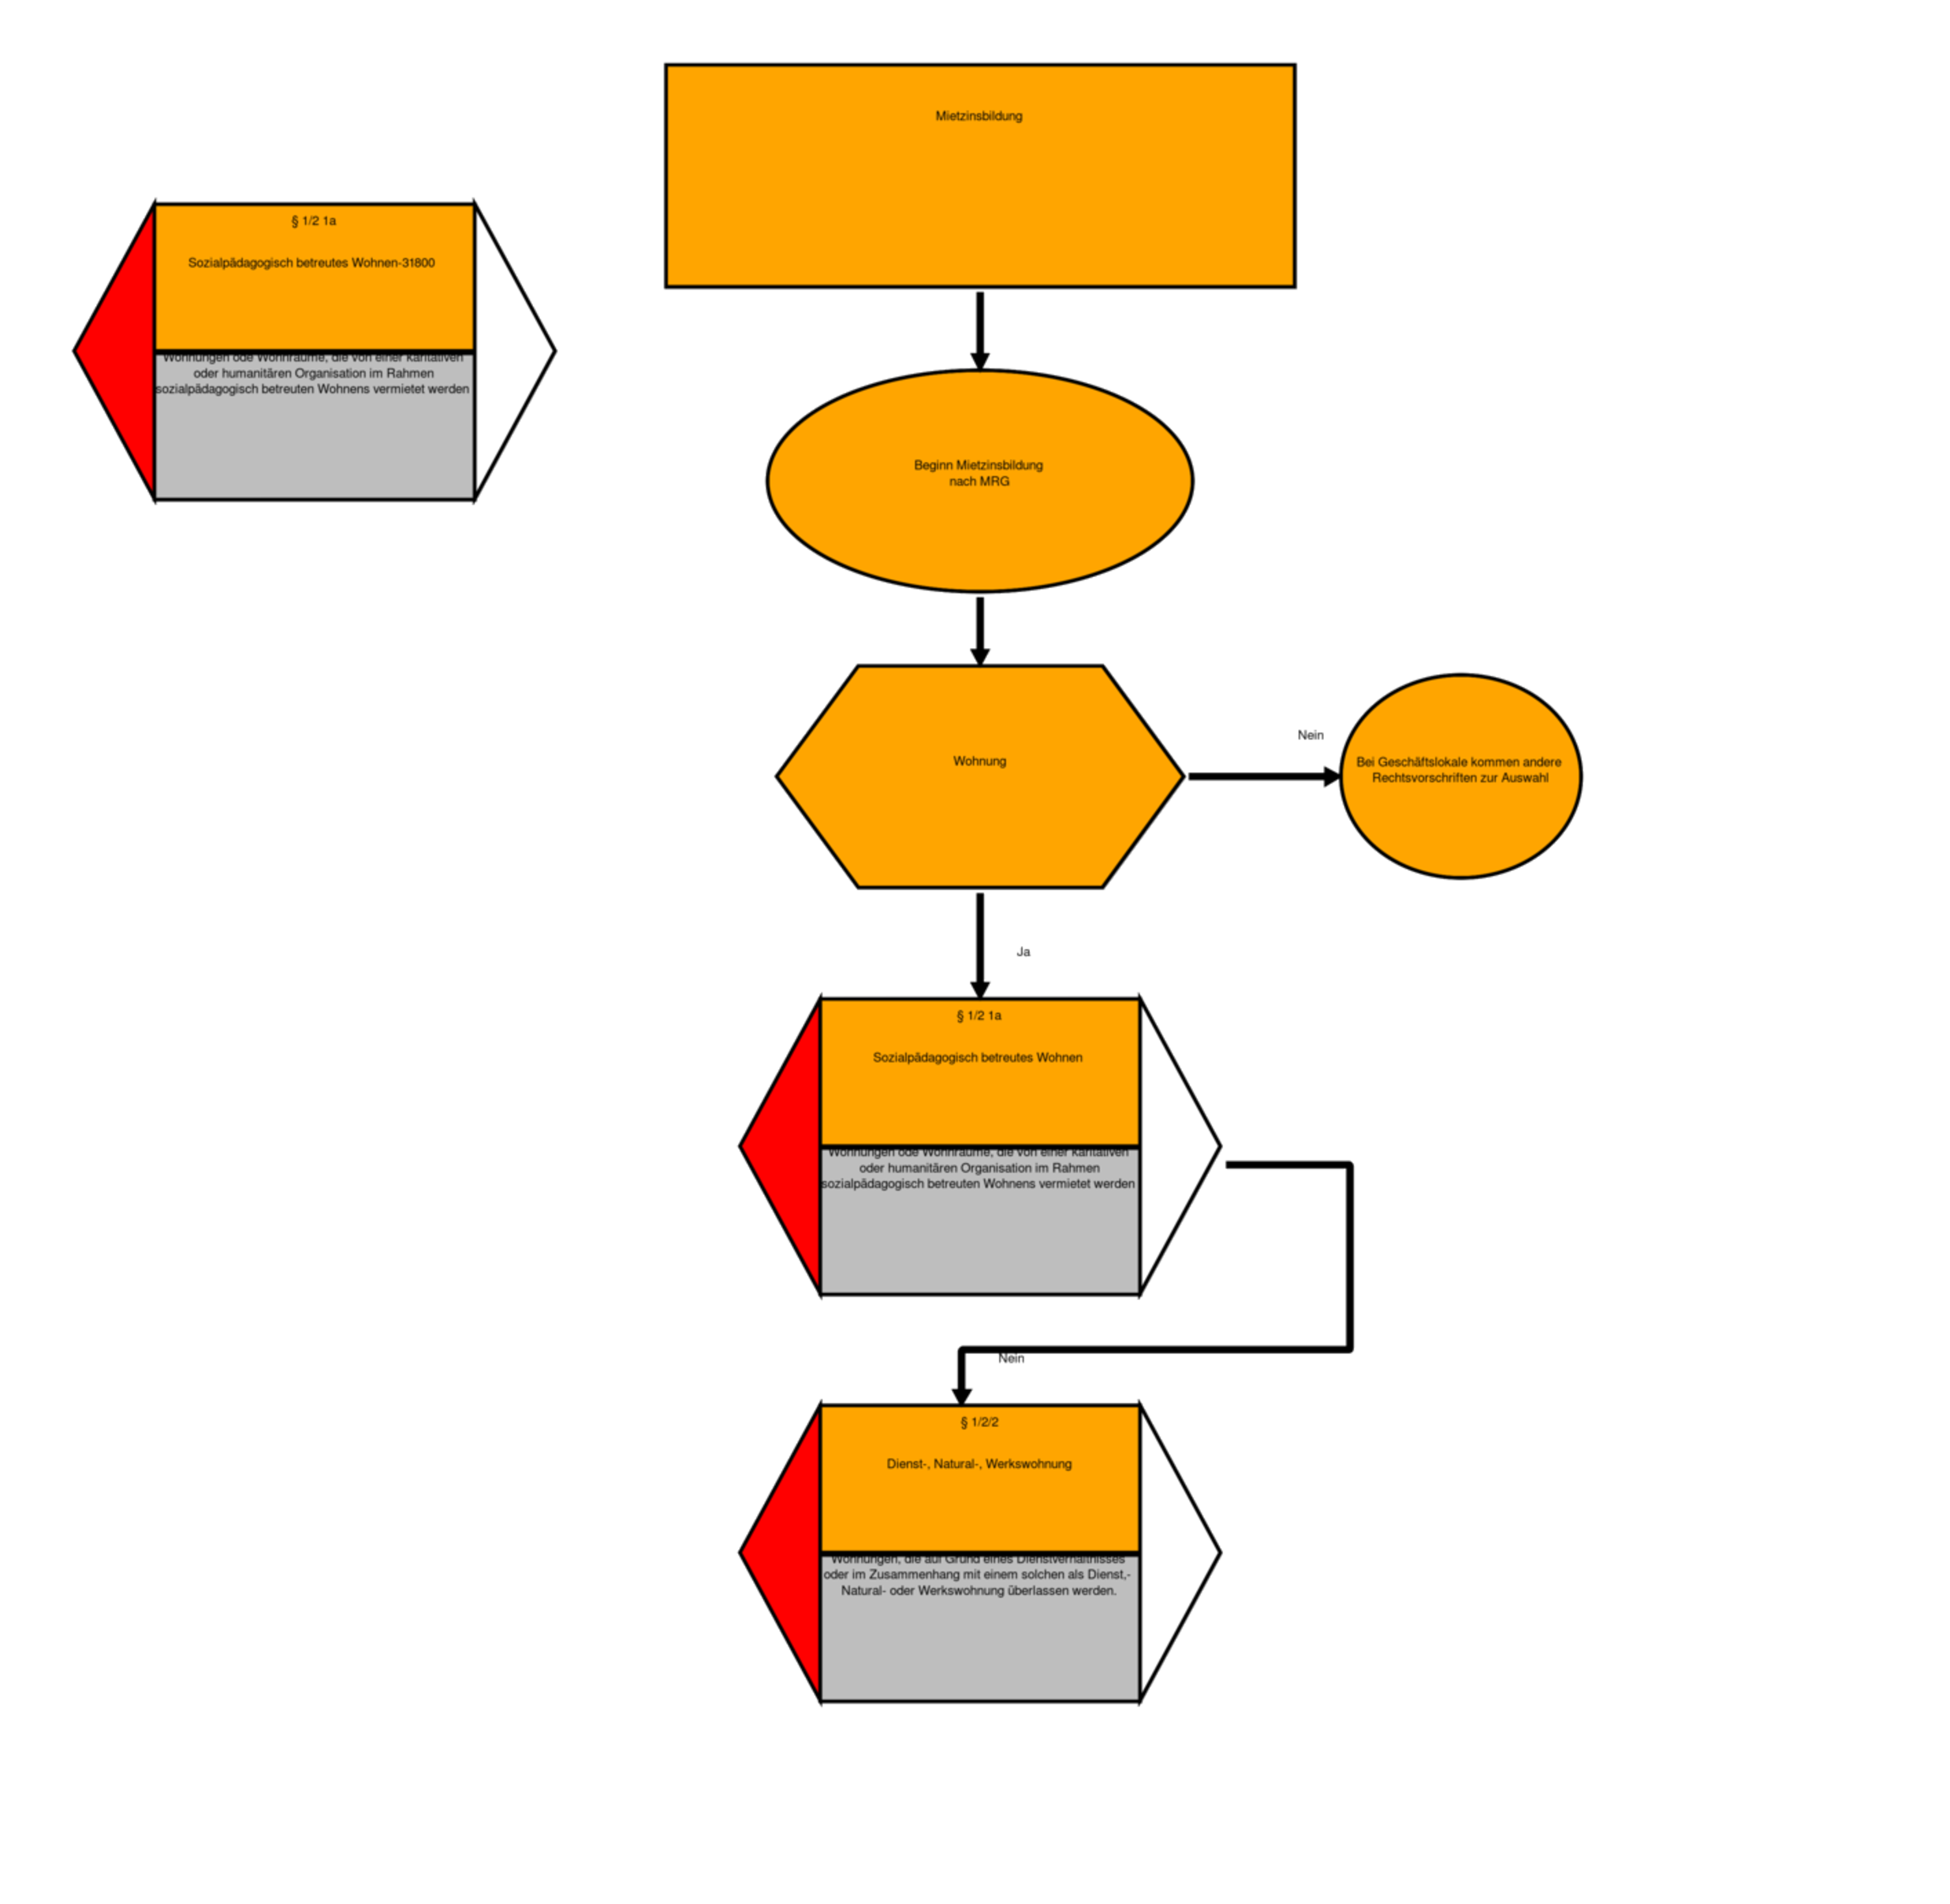 Mietzinsbildung
§ 1/2 1a
Sozialpädagogisch betreutes Wohnen-31800
Wohnungen ode Wohnräume, die von einer karitativen
oder humanitären Organisation im Rahmen
sozialpädagogisch betreuten Wohnens vermietet werden
Beginn Mietzinsbildung
nach MRG
Wohnung
Nein
Bei Geschäftslokale kommen andere
Rechtsvorschriften zur Auswahl
Ja
§ 1/2 1a
Sozialpädagogisch betreutes Wohnen
Wohnungen ode Wohnräume, die von einer karitativen
oder humanitären Organisation im Rahmen
sozialpädagogisch betreuten Wohnens vermietet werden
Nein
§ 1/2/2
Dienst-, Natural-, Werkswohnung
Wohnungen, die auf Grund eines Dienstverhältnisses
oder im Zusammenhang mit einem solchen als Dienst,-
Natural- oder Werkswohnung überlassen werden.